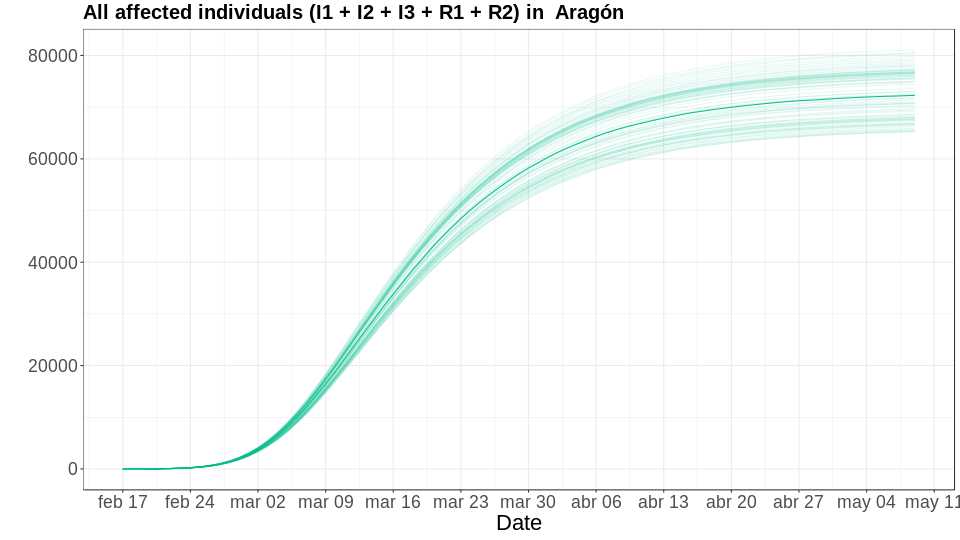 All affected individuals (I1 + I2 + I3 + R1 + R2) in  Aragón
80000
60000
40000
20000
0
feb 17 feb 24 mar 02 mar 09 mar 16 mar 23 mar 30 abr 06 abr 13 abr 20 abr 27 may 04 may 11
Date